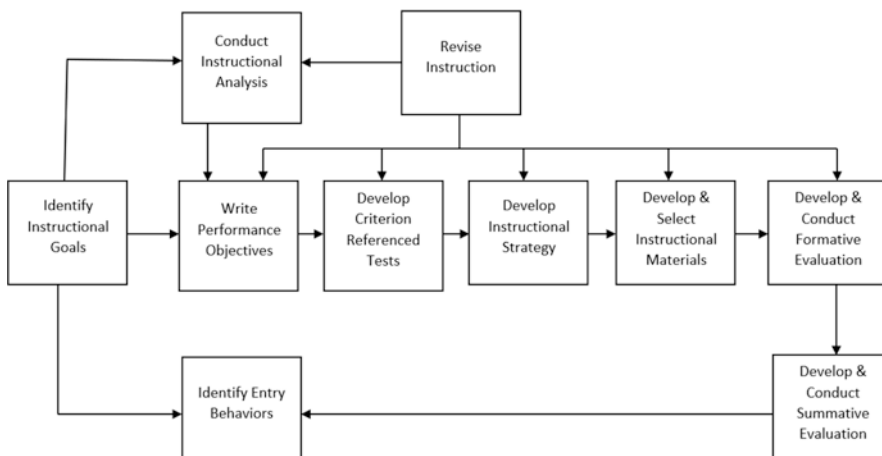 Conduct
Instructional
Analysis
Revise
Instruction
Identify
Instructional
Goals
Write
Performance
Objectives
Develop
Criterion
Referenced
Tests
Develop
Instructional
Strategy
Develop &
Select
Instructional
Materials
Develop &
Conduct
Formative
Evaluation
Identify Entry
Behaviors
Develop &
Conduct
Summative
Evaluation